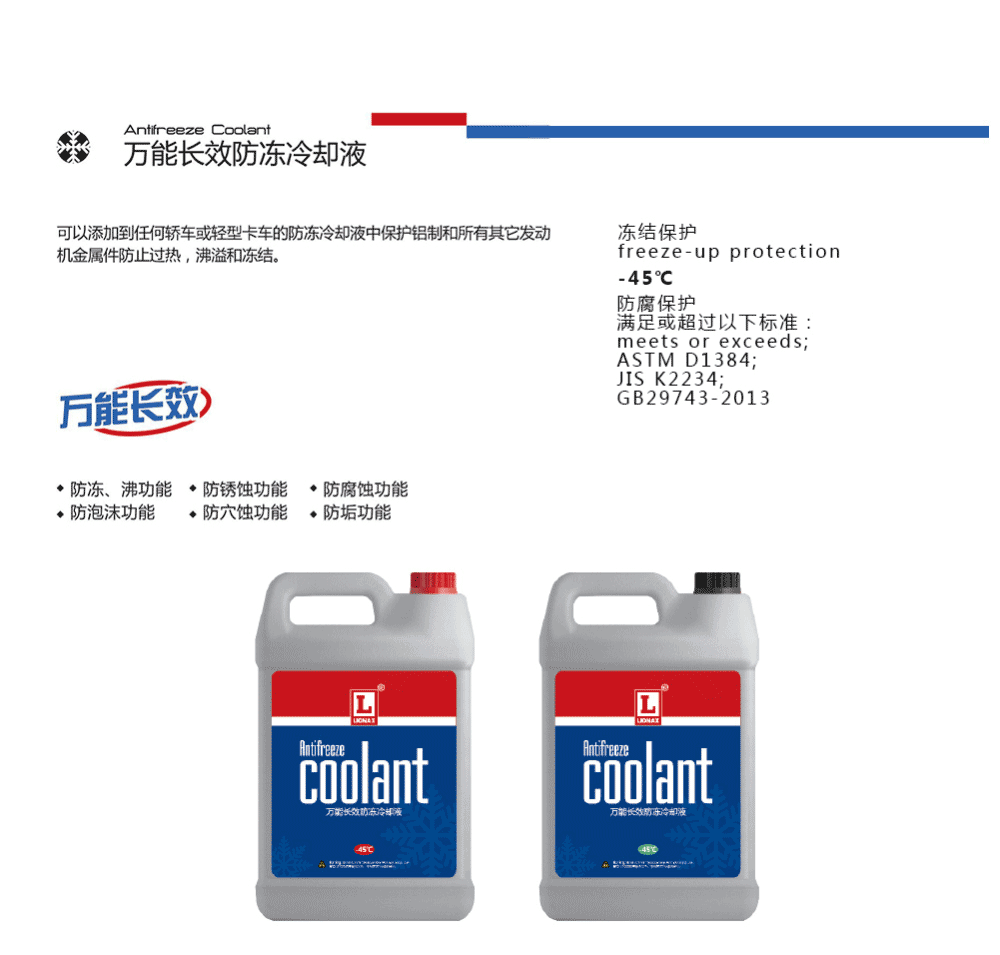 Antifreeze Coolant
万能长效防冻冷却液
可以添加到任何轿车或轻型卡车的防冻冷却液中保护铝制和所有其它发动
机金属件防止过热，沸溢和冻结。
冻结保护
freeze-up protection
-45℃
防腐保护
满足或超过以下标准：
meets or exceeds;
ASTM D1384;
JIS K2234;
GB29743-2013
万能长效
防冻、沸功能 防锈蚀功能 防腐蚀功能
防泡沫功能 防穴蚀功能 防垢功能
L
LIOMAX
Antifreeze
coolant
万能长效防冻冷却液
-45℃
L
LIOMAX
Antifreeze
coolant
万能长效防冻冷却液
-45℃